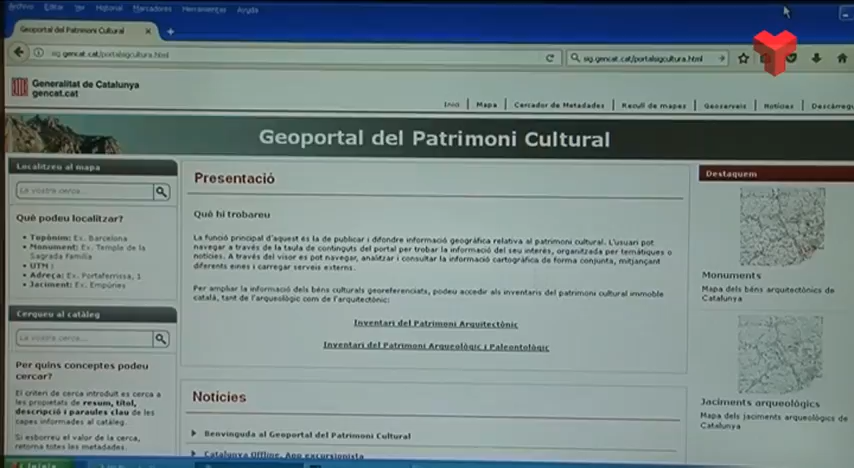 Archivo Editar Ver Historial Marcadores Herramientas Ayuda
Geoportal del Patrimoni Cultural
sig.gencat.cat/portalsigcultura.html
sig.gencat.cat/portalsigcultura.html
Generalitat de Catalunya
gencat.cat
Inici | Mapa | Cercador de Metadades | Recull de mapes | Geoserveis | Notícies | Descàrreg
Geoportal del Patrimoni Cultural
Localitzeu al mapa
La vostra cerca...
Què podeu localitzar?
• Topònim: Ex. Barcelona
• Monument: Ex. Temple de la
Sagrada Família
• UTM :
• Adreça: Ex. Portaferrissa, 1
• Jaciment: Ex. Empúries
Cerqueu al catàleg
La vostra cerca...
Per quins conceptes podeu
cercar?
El criteri de cerca introduït es cerca a
les propietats de resum, títol,
descripció i paraules clau de les
capes informades al catàleg.
Si esborreu el valor de la cerca,
retorna totes les metadades.
Presentació
Què hi trobareu
La funció principal d'aquest és la de publicar i difondre informació geogràfica relativa al patrimoni cultural. L'usuari pot
navegar a través de la taula de continguts del portal per trobar la informació del seu interès, organitzada per temàtiques o
notícies. A través del visor es pot navegar, analitzar i consultar la informació cartogràfica de forma conjunta, mitjançant
diferents eines i carregar serveis externs.
Per ampliar la informació dels béns culturals georeferenciats, podeu accedir als inventaris del patrimoni cultural immoble
català, tant de l'arqueològic com de l'arquitectònic:
Inventari del Patrimoni Arquitectònic
Inventari del Patrimoni Arqueològic i Paleontològic
Notícies
Benvinguda al Geoportal del Patrimoni Cultural
Catalunya Offline. App excursionista
Destaquem
Monuments
Mapa dels béns arquitectònics de
Catalunya
Jaciments arqueològics
Mapa dels jaciments arqueològics de
Catalunya
Inicio